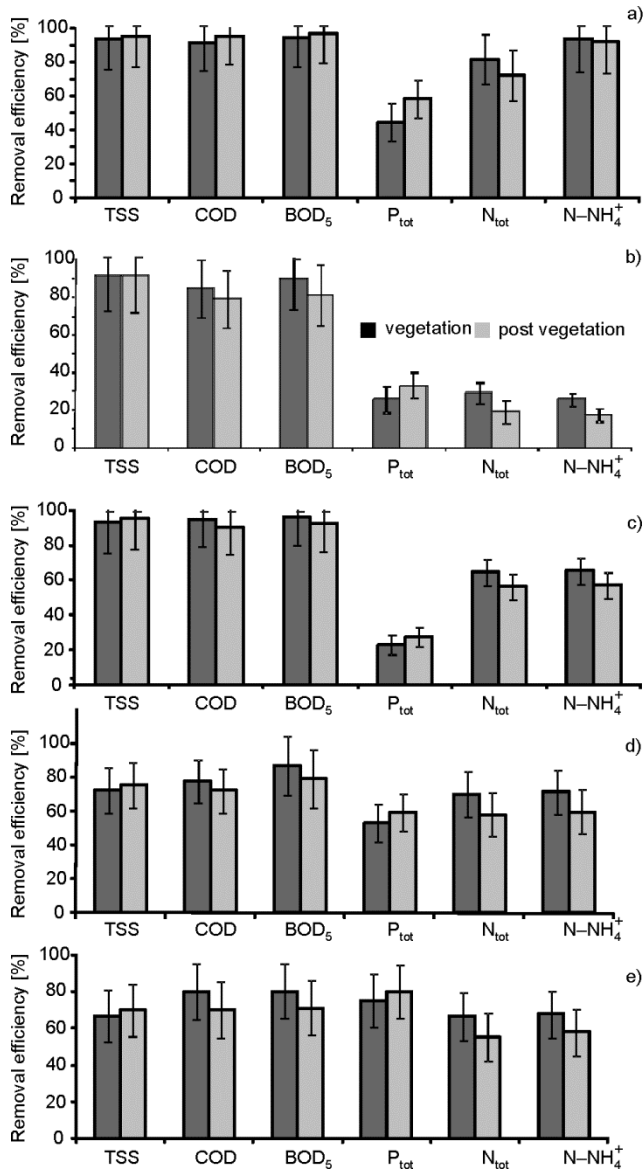 a)
Removal efficiency [%]
100
80
60
40
20
0
TSS COD BOD5 Ptot Ntot N–NH4+
b)
Removal efficiency [%]
100
80
60
40
20
0
vegetation post vegetation
TSS COD BOD5 Ptot Ntot N–NH4+
c)
Removal efficiency [%]
100
80
60
40
20
0
TSS COD BOD5 Ptot Ntot N–NH4+
d)
Removal efficiency [%]
100
80
60
40
20
0
TSS COD BOD5 Ptot Ntot N–NH4+
e)
Removal efficiency [%]
100
80
60
40
20
0
TSS COD BOD5 Ptot Ntot N–NH4+